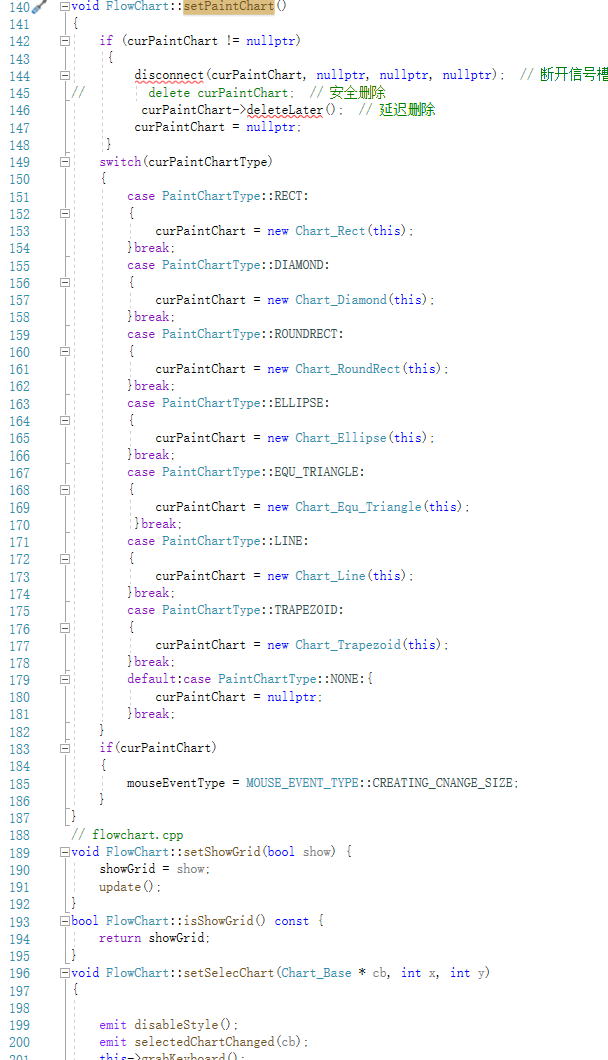 140 void FlowChart::setPaintChart()
141 {
142 if (curPaintChart != nullptr)
143 {
144 disconnect(curPaintChart, nullptr, nullptr, nullptr); // 断开信号槽
145 // delete curPaintChart; // 安全删除
146 curPaintChart->deleteLater(); // 延迟删除
147 curPaintChart = nullptr;
148 }
149 switch(curPaintChartType)
150 {
151 case PaintChartType::RECT:
152 {
153 curPaintChart = new Chart_Rect(this);
154 }break;
155 case PaintChartType::DIAMOND:
156 {
157 curPaintChart = new Chart_Diamond(this);
158 }break;
159 case PaintChartType::ROUNDRECT:
160 {
161 curPaintChart = new Chart_RoundRect(this);
162 }break;
163 case PaintChartType::ELLIPSE:
164 {
165 curPaintChart = new Chart_Ellipse(this);
166 }break;
167 case PaintChartType::EQU_TRIANGLE:
168 {
169 curPaintChart = new Chart_Equ_Triangle(this);
170 }break;
171 case PaintChartType::LINE:
172 {
173 curPaintChart = new Chart_Line(this);
174 }break;
175 case PaintChartType::TRAPEZOID:
176 {
177 curPaintChart = new Chart_Trapezoid(this);
178 }break;
179 default:case PaintChartType::NONE:{
180 curPaintChart = nullptr;
181 }break;
182 }
183 if(curPaintChart)
184 {
185 mouseEventType = MOUSE_EVENT_TYPE::CREATING_CNANGE_SIZE;
186 }
187 }
188 // flowchart.cpp
189 void FlowChart::setShowGrid(bool show) {
190 showGrid = show;
191 update();
192 }
193 bool FlowChart::isShowGrid() const {
194 return showGrid;
195 }
196 void FlowChart::setSelecChart(Chart_Base * cb, int x, int y)
197 {
198
199 emit disableStyle();
200 emit selectedChartChanged(cb);
201 this->grabKeyboard();